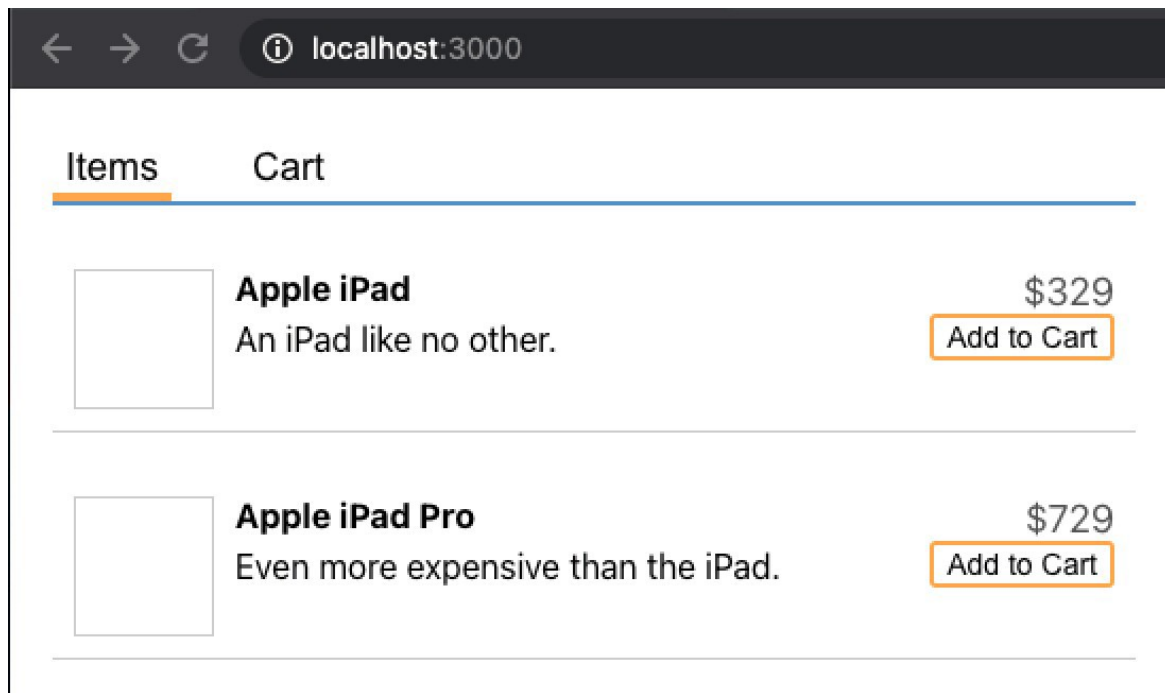 localhost:3000
Items Cart
Apple iPad $329
An iPad like no other. Add to Cart
Apple iPad Pro $729
Even more expensive than the iPad. Add to Cart